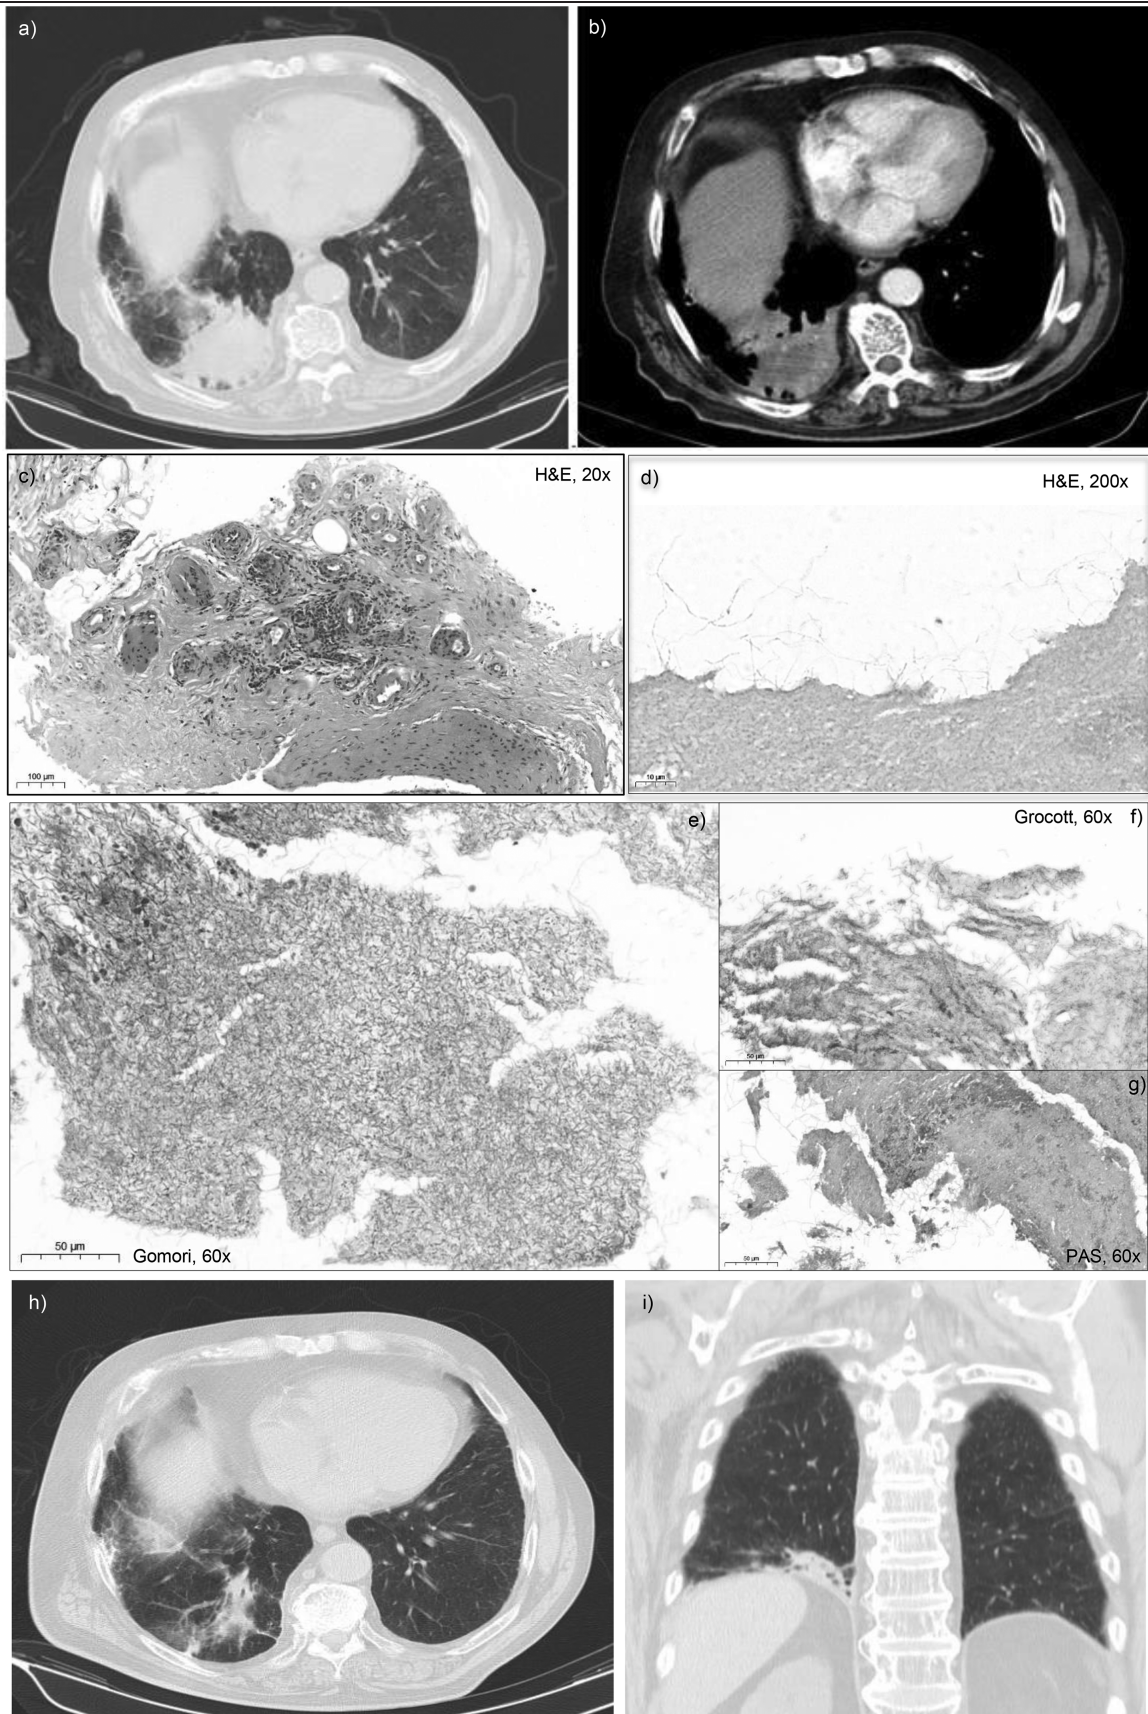 a)
b)
c)
H&E, 20x
100 µm
d)
H&E, 200x
10 µm
e)
50 µm
Gomori, 60x
Grocott, 60x f)
50 µm
g)
50 µm
PAS, 60x
h)
i)